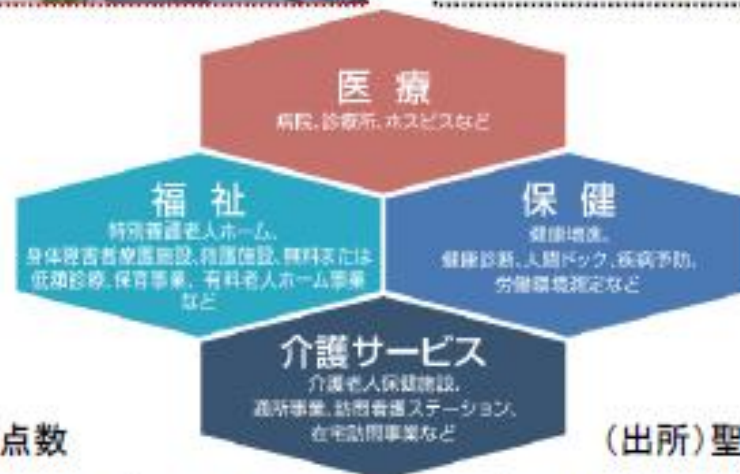 医療
病院、診療所、ホスピスなど
福祉
特別養護老人ホーム、
身体障害者療護施設、救護施設、無料または
低額診療、保育事業、有料老人ホーム事業
など
保健
健康増進、
健康診断、人間ドック、疾病予防、
労働環境測定など
介護サービス
介護老人保健施設、
通所事業、訪問看護ステーション、
在宅訪問事業など
点数
(出所)聖